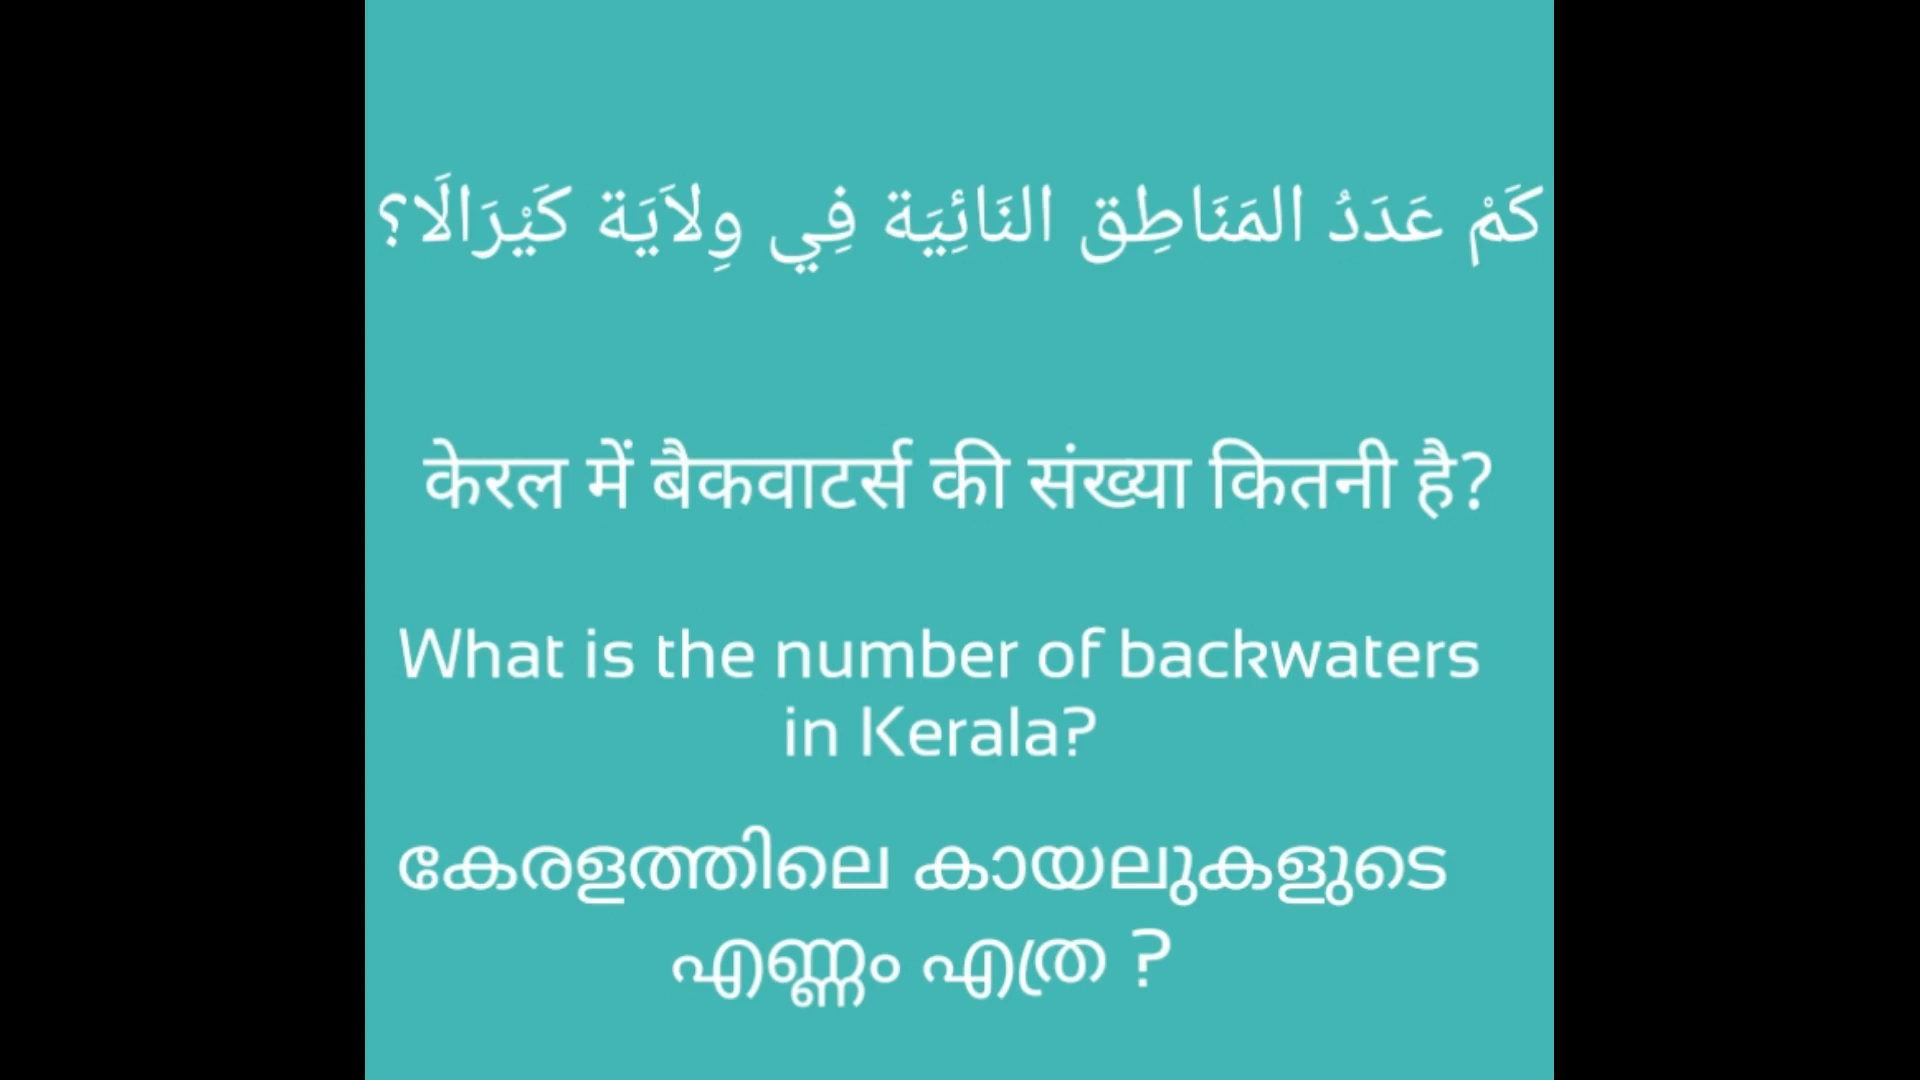 كَمْ عَدَدُ المَنَاطِق النَائِيَة فِي وِلاَيَة كَيْرَالَا؟
केरल में बैकवाटर्स की संख्या कितनी है?
What is the number of backwaters
in Kerala?
കേരളത്തിലെ കായലുകളുടെ
എണ്ണം എത്ര ?